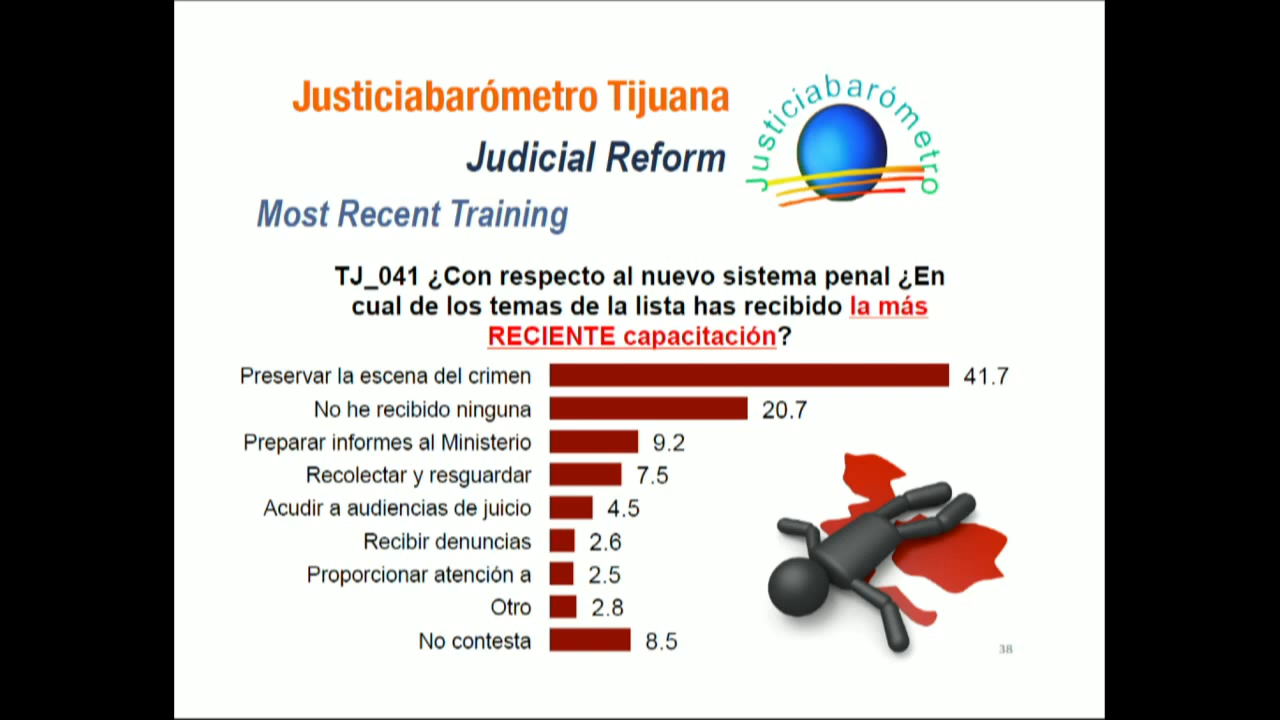 Justiciabarómetro Tijuana
Justiciabarómetro
Judicial Reform
Most Recent Training
TJ_041 ¿Con respecto al nuevo sistema penal ¿En
cual de los temas de la lista has recibido la más
RECIENTE capacitación?
Preservar la escena del crimen 41.7
No he recibido ninguna 20.7
Preparar informes al Ministerio 9.2
Recolectar y resguardar 7.5
Acudir a audiencias de juicio 4.5
Recibir denuncias 2.6
Proporcionar atención a 2.5
Otro 2.8
No contesta 8.5
38